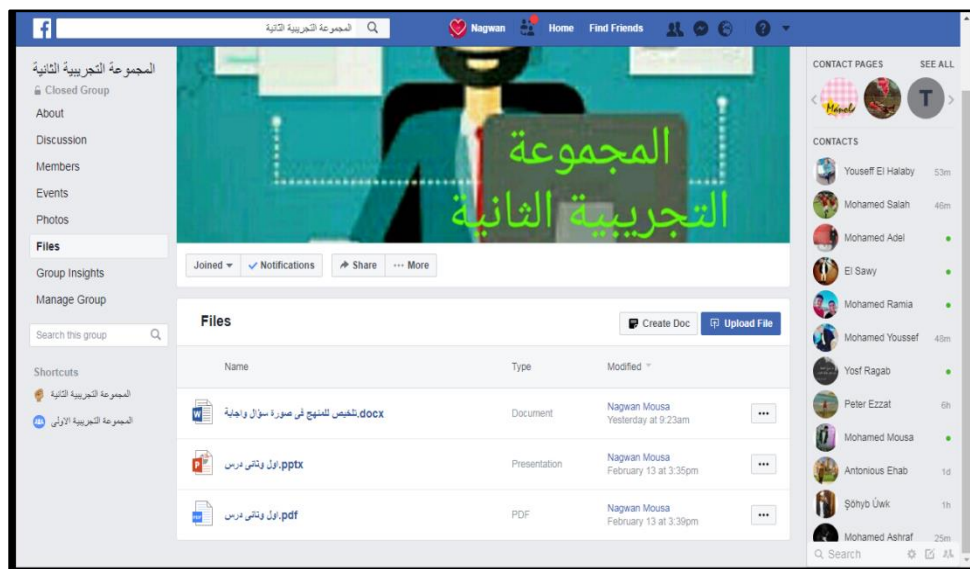 المجموعة التجريبية الثانية
Nagwan
Home
Find Friends
المجموعة التجريبية الثانية
Closed Group
About
Discussion
Members
Events
Photos
Files
Group Insights
Manage Group
Search this group
Shortcuts
المجموعة التجريبية الثانية
المجموعة التجريبية الاولى
المجموعة
التجريبية الثانية
Joined
Notifications
Share
More
Files
Create Doc
Upload File
Name Type Modified
تلخيص للمنهج فى صورة سؤال واجابة.docx Document Nagwan Mousa
Yesterday at 9:23am
اول وثانى درس.pptx Presentation Nagwan Mousa
February 13 at 3:35pm
اول وثانى درس.pdf PDF Nagwan Mousa
February 13 at 3:39pm
CONTACT PAGES SEE ALL
Manole
T
CONTACTS
Youseff El Halaby 53m
Mohamed Salah 46m
Mohamed Adel
El Sawy
Mohamed Ramia
Mohamed Youssef 48m
Yosf Ragab
Peter Ezzat 6h
Mohamed Mousa
Antonious Ehab 1d
Şöhyb Úwk 1h
Mohamed Ashraf 25m
Search